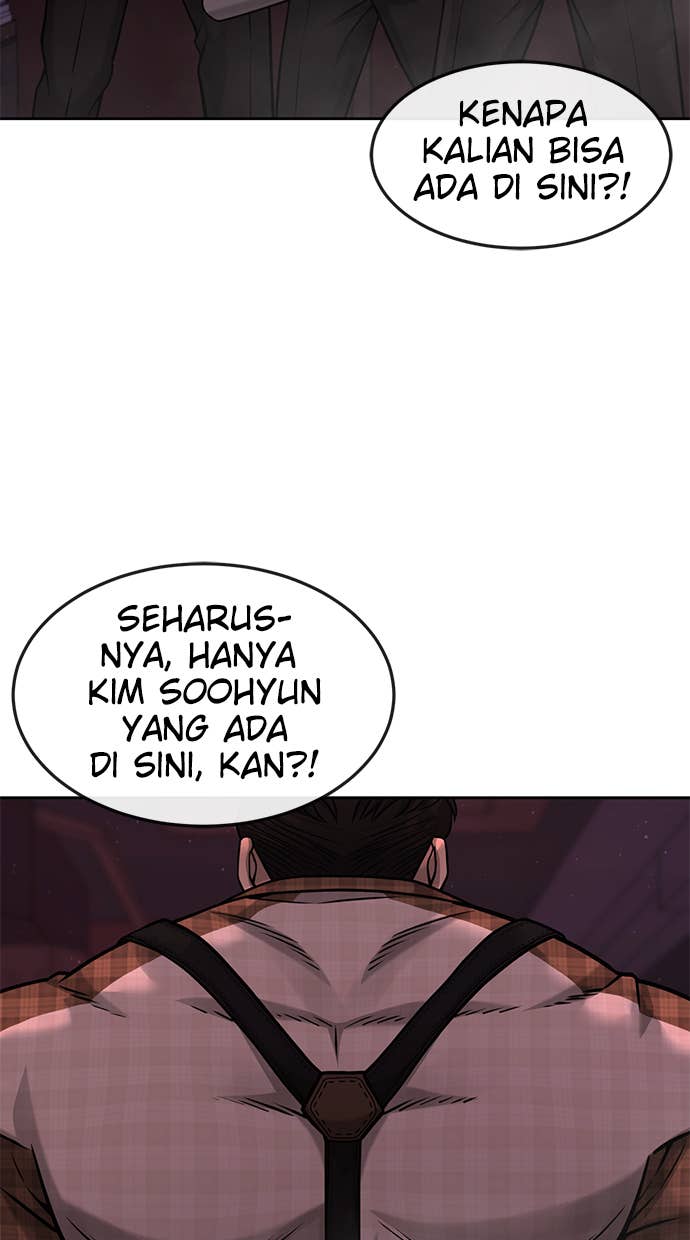 KENAPA
KALIAN BISA
ADA DI SINI?!
SEHARUS-
NYA, HANYA
KIM SOOHYUN
YANG ADA
DI SINI, KAN?!